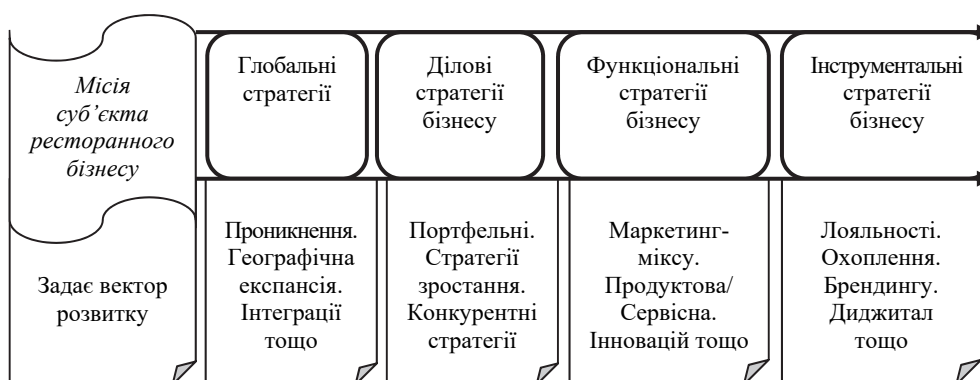 Місія
суб’єкта
ресторанного
бізнесу
Глобальні
стратегії
Ділові
стратегії
бізнесу
Функціональні
стратегії
бізнесу
Інструментальні
стратегії
бізнесу
Задає вектор
розвитку
Проникнення.
Географічна
експансія.
Інтеграції
тощо
Портфельні.
Стратегії
зростання.
Конкурентні
стратегії
Маркетинг-
міксу.
Продуктова/
Сервісна.
Інновацій тощо
Лояльності.
Охоплення.
Брендингу.
Диджитал
тощо